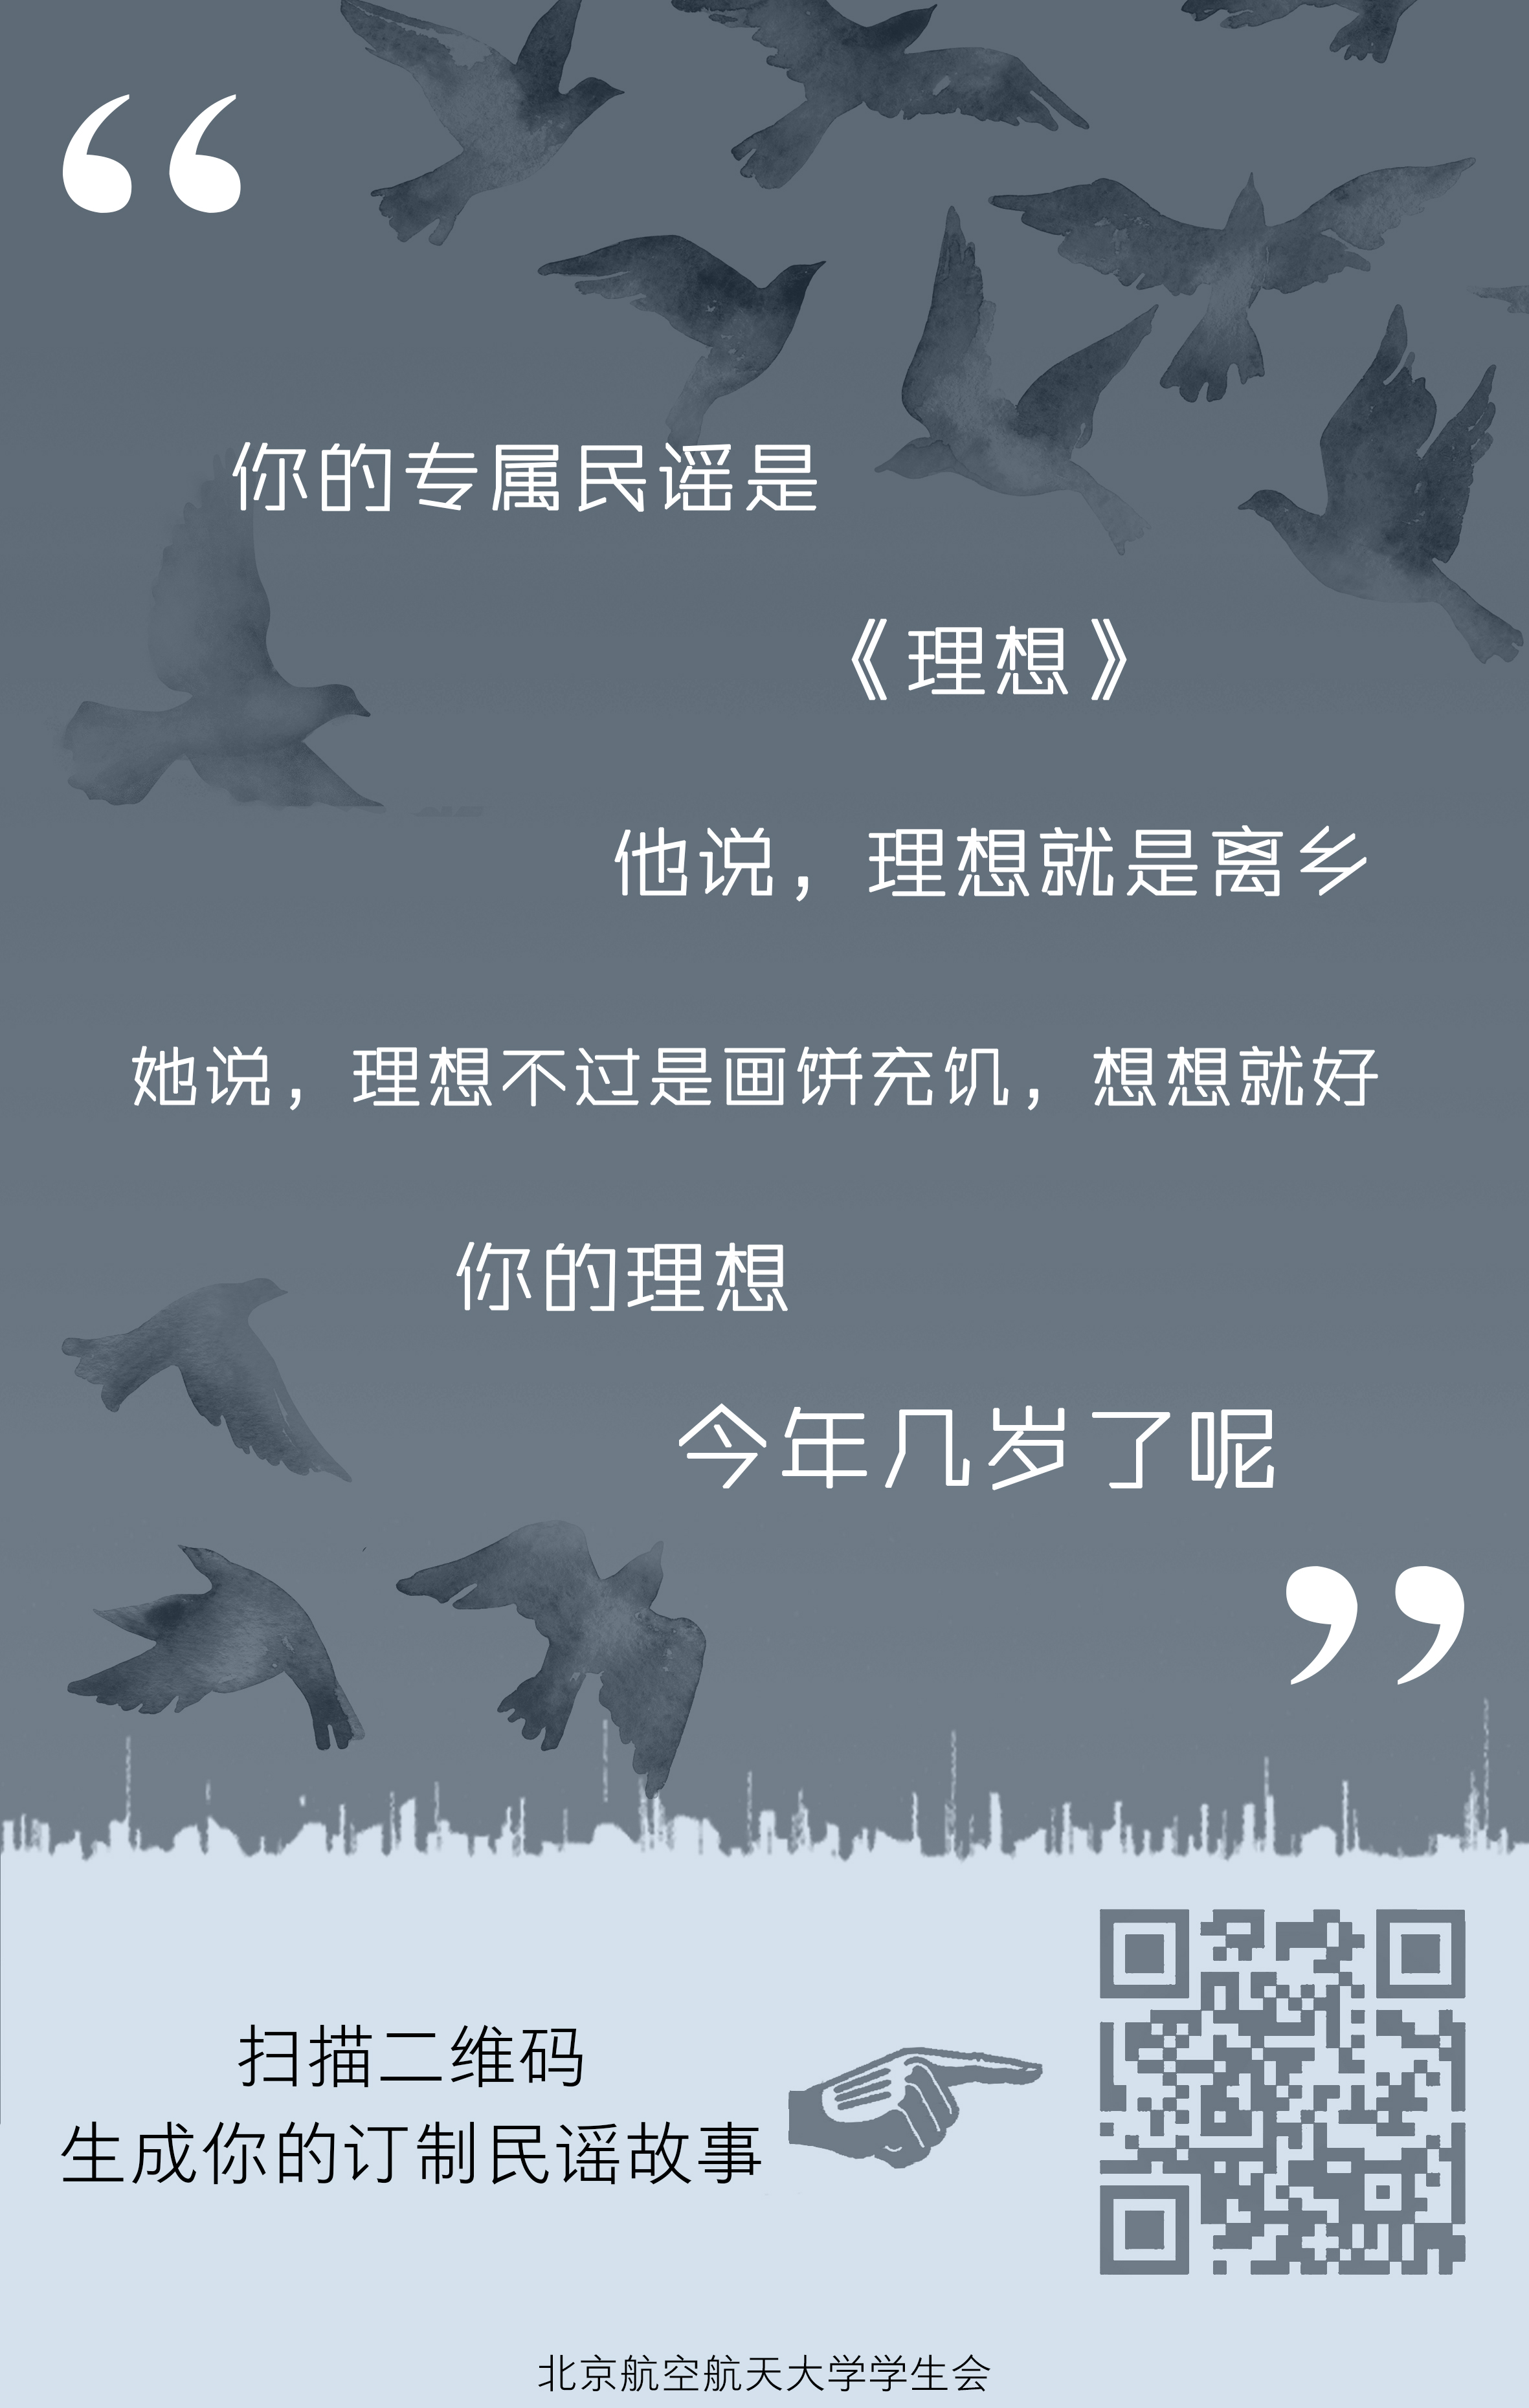 “
你的专属民谣是
《理想》
他说，理想就是离乡
她说，理想不过是画饼充饥，想想就好
你的理想
今年几岁了呢
”
扫描二维码
生成你的订制民谣故事
北京航空航天大学学生会